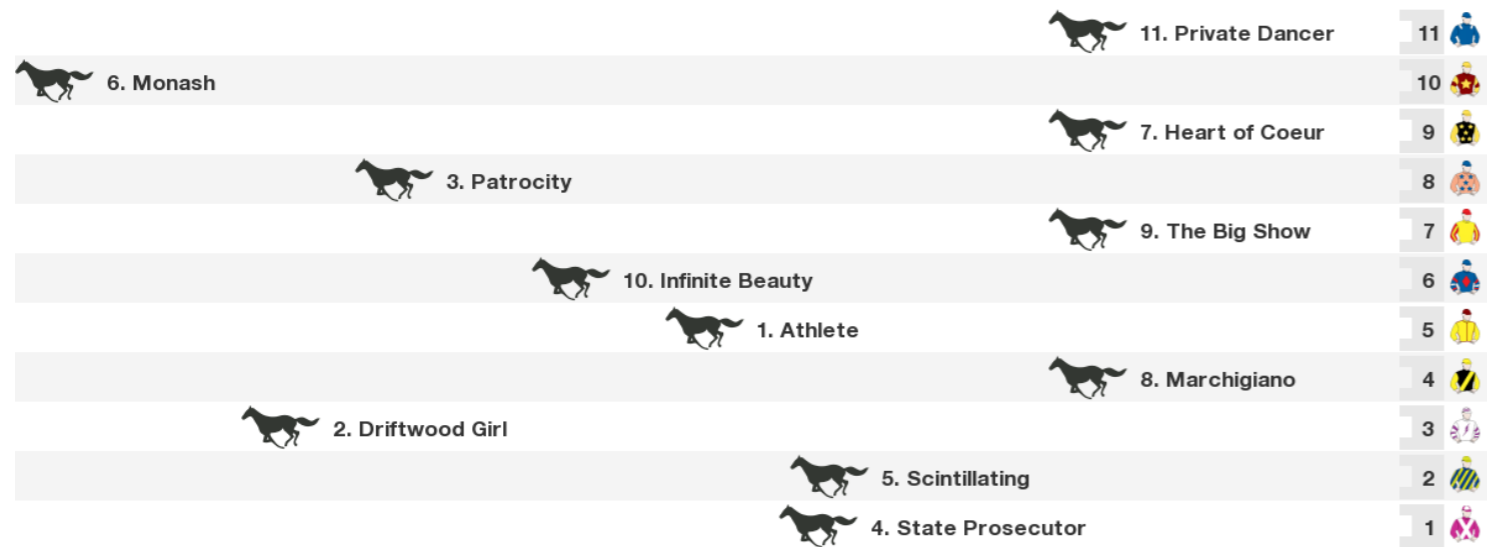 11. Private Dancer 11
6. Monash 10
7. Heart of Coeur 9
3. Patrocity 8
9. The Big Show 7
10. Infinite Beauty 6
1. Athlete 5
8. Marchigiano 4
2. Driftwood Girl 3
5. Scintillating 2
4. State Prosecutor 1